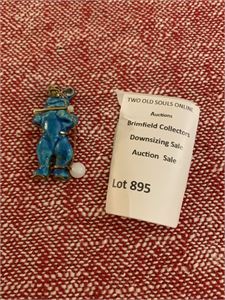 TWO OLD SOULS ONLINE
Auctions
Brimfield Collectors
Downsizing Sale
Auction Sale
Lot 895